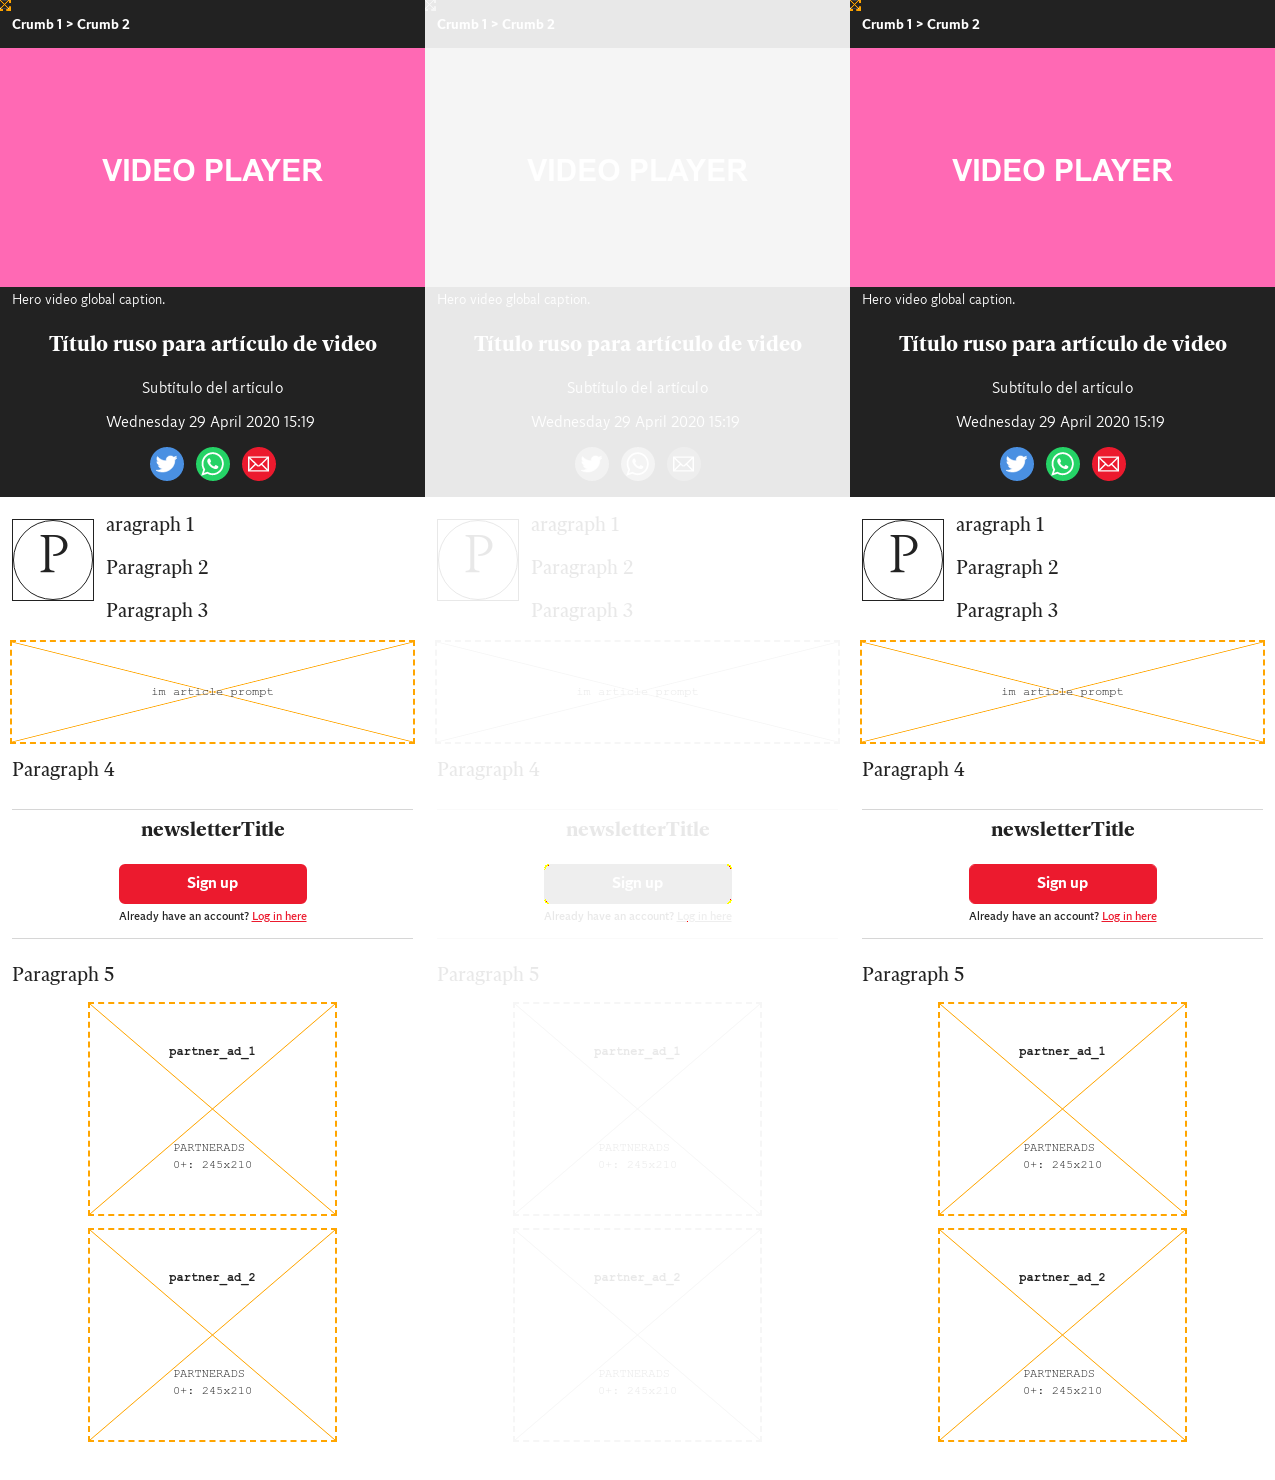 Crumb 1 > Crumb 2
VIDEO PLAYER
Hero video global caption.
Título ruso para artículo de video
Subtítulo del artículo
Wednesday 29 April 2020 15:19
P
aragraph 1
Paragraph 2
Paragraph 3
im article prompt
Paragraph 4
newsletterTitle
Sign up
Already have an account? Log in here
Paragraph 5
partner_ad_1
PARTNERADS
0+: 245x210
partner_ad_2
PARTNERADS
0+: 245x210
Crumb 1 > Crumb 2
VIDEO PLAYER
Hero video global caption.
Título ruso para artículo de video
Subtítulo del artículo
Wednesday 29 April 2020 15:19
P
aragraph 1
Paragraph 2
Paragraph 3
im article prompt
Paragraph 4
newsletterTitle
Sign up
Already have an account? Log in here
Paragraph 5
partner_ad_1
PARTNERADS
0+: 245x210
partner_ad_2
PARTNERADS
0+: 245x210
Crumb 1 > Crumb 2
VIDEO PLAYER
Hero video global caption.
Título ruso para artículo de video
Subtítulo del artículo
Wednesday 29 April 2020 15:19
P
aragraph 1
Paragraph 2
Paragraph 3
im article prompt
Paragraph 4
newsletterTitle
Sign up
Already have an account? Log in here
Paragraph 5
partner_ad_1
PARTNERADS
0+: 245x210
partner_ad_2
PARTNERADS
0+: 245x210